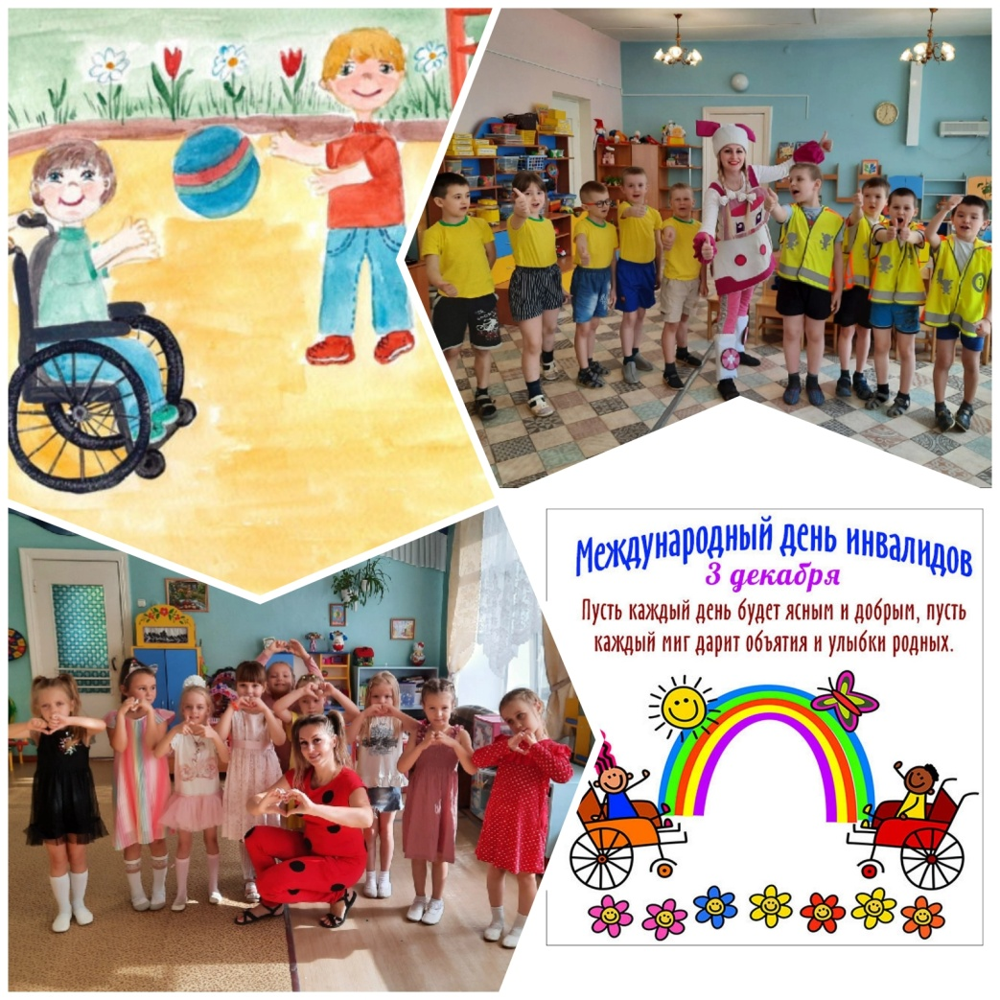 Международный день инвалидов
3 декабря
Пусть каждый день будет ясным и добрым, пусть
каждый миг дарит объятия и улыбки родных.